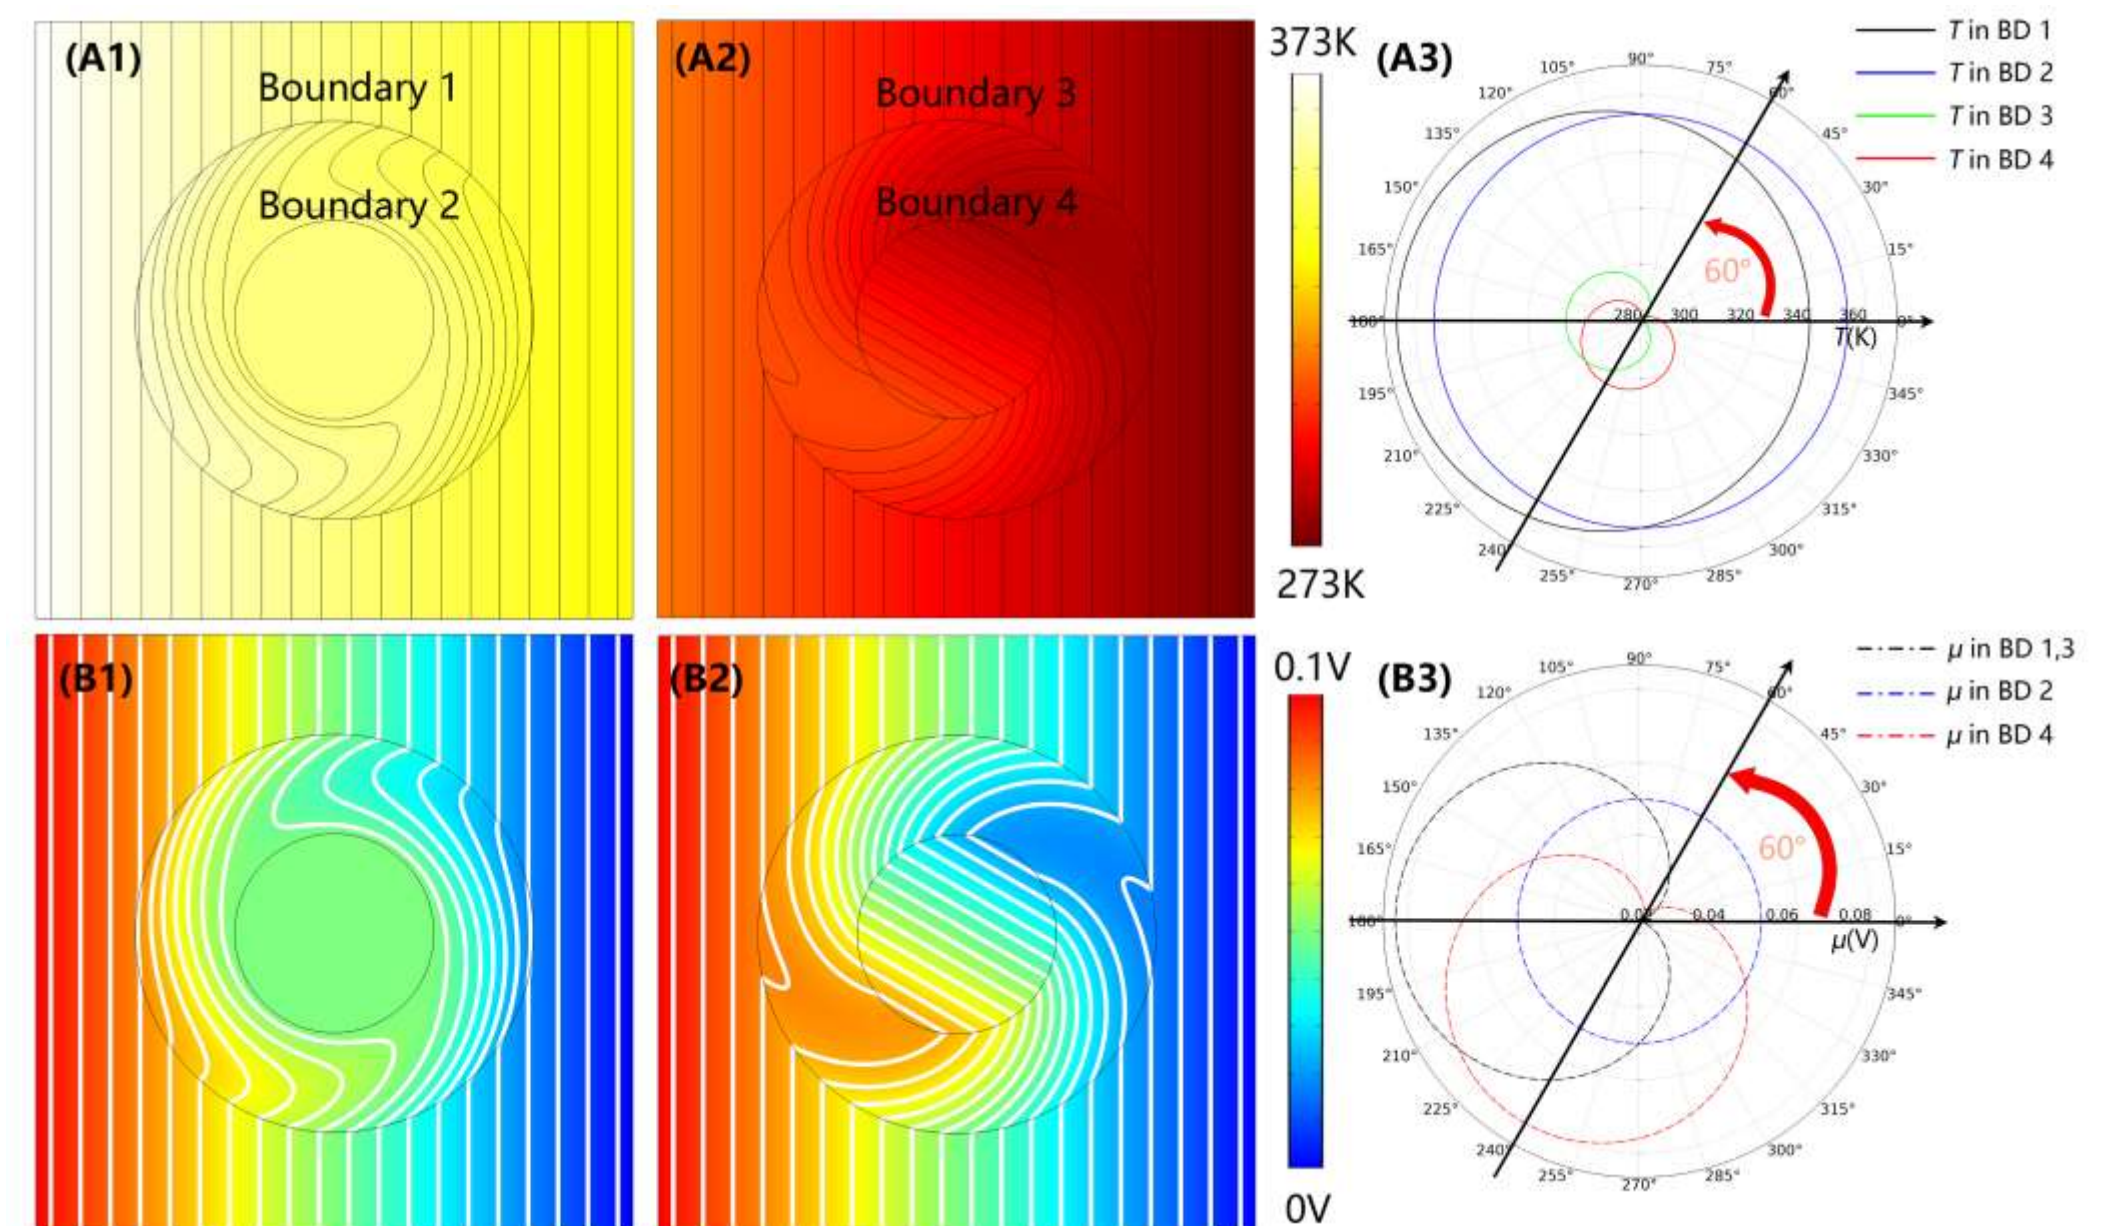 (A1)
Boundary 1
Boundary 2
(A2)
Boundary 3
Boundary 4
373K
273K
(A3)
T in BD 1
T in BD 2
T in BD 3
T in BD 4
90°
105°
75°
120°
60°
135°
45°
150°
30°
165°
15°
60°
180°
280 300 320 340 360
0°
T(K)
195°
345°
210°
330°
225°
315°
240
300°
255°
285°
270°
(B1)
(B2)
0.1V
0V
(B3)
μ in BD 1,3
μ in BD 2
μ in BD 4
90°
105°
75°
120°
60°
135°
45°
150°
30°
165°
15°
60°
180°
0.04 0.06 0.08
0°
μ(V)
195°
345°
210°
330°
225°
315°
240°
300°
255°
285°
270°